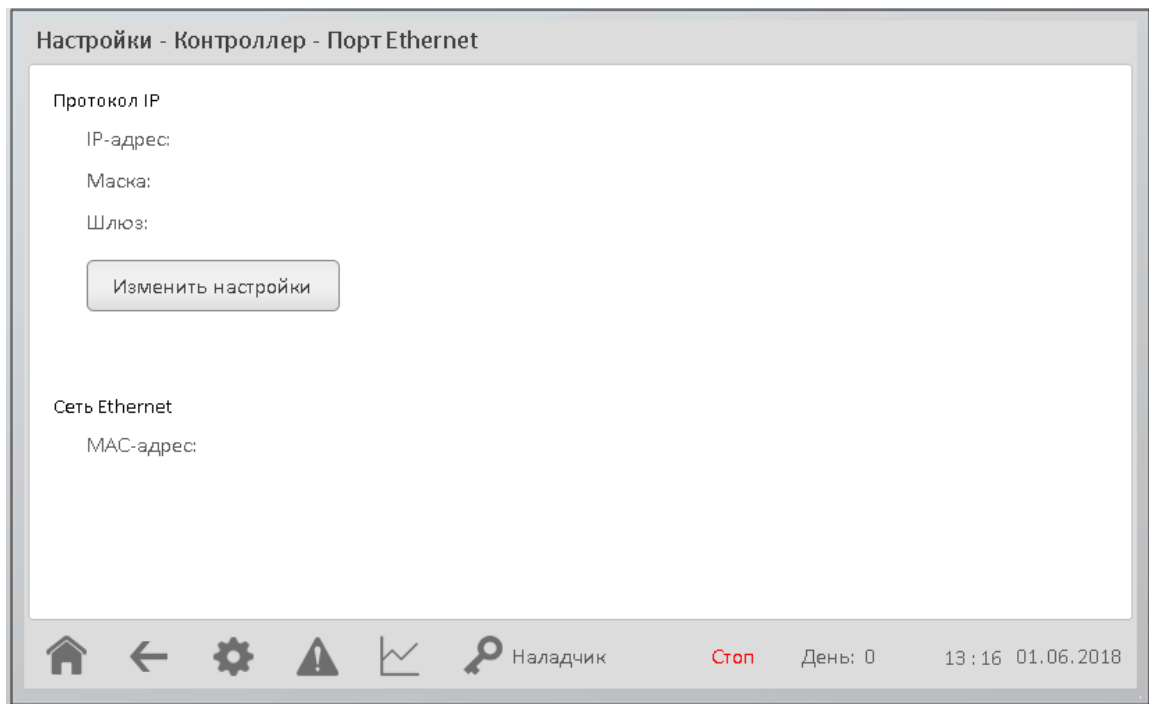 Настройки - Контроллер - Порт Ethernet
Протокол IP
IP-адрес:
Маска:
Шлюз:
Изменить настройки
Сеть Ethernet
MAC-адрес:
Наладчик Стоп День: 0 13:16 01.06.2018